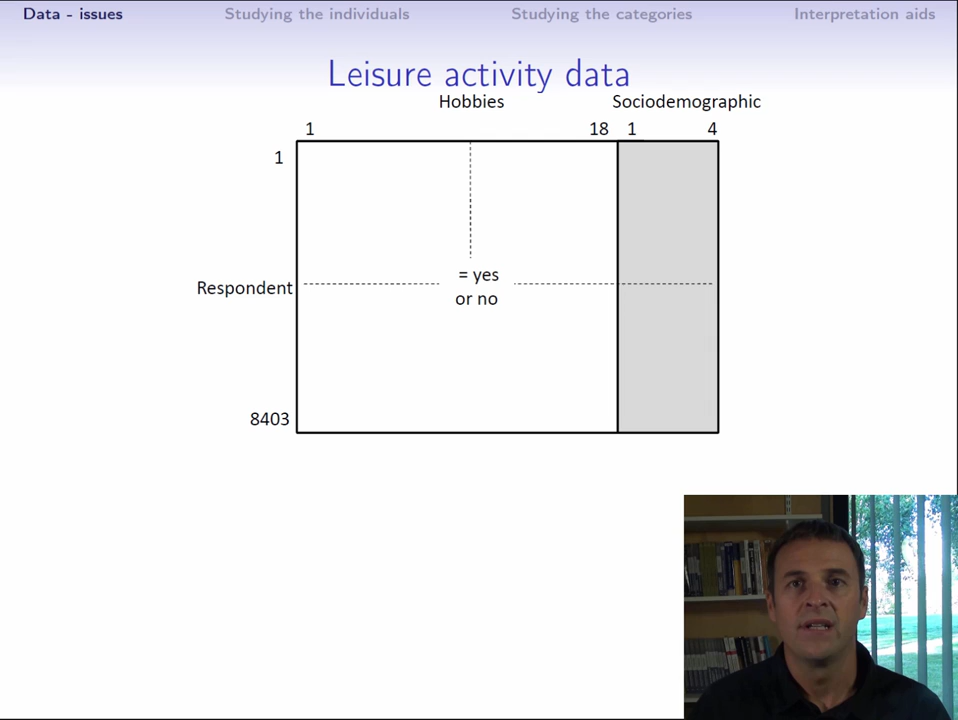 Data - issues Studying the individuals Studying the categories Interpretation aids
Leisure activity data
Hobbies Sociodemographic
1 18 1 4
1
= yes
Respondent
or no
8403